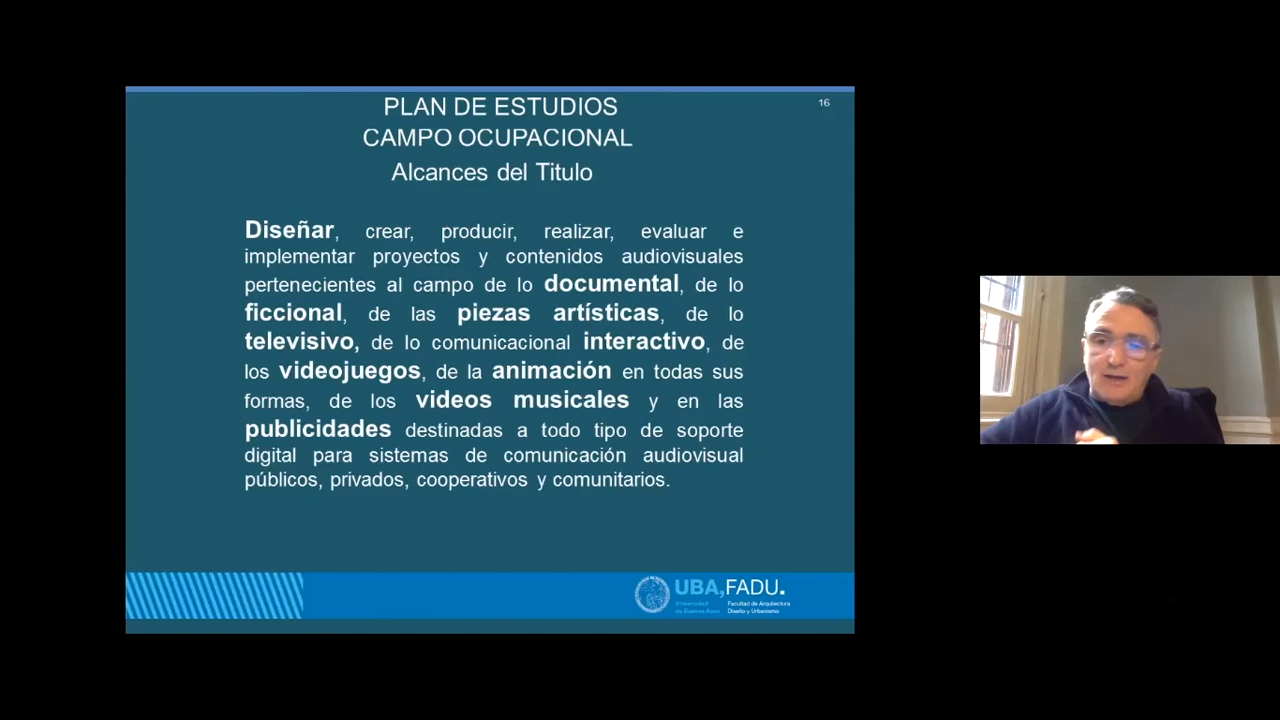 PLAN DE ESTUDIOS
16
CAMPO OCUPACIONAL
Alcances del Titulo
Diseñar, crear, producir, realizar, evaluar e
implementar proyectos y contenidos audiovisuales
pertenecientes al campo de lo documental, de lo
ficcional, de las piezas artísticas, de lo
televisivo, de lo comunicacional interactivo, de
los videojuegos, de la animación en todas sus
formas, de los videos musicales y en las
publicidades destinadas a todo tipo de soporte
digital para sistemas de comunicación audiovisual
públicos, privados, cooperativos y comunitarios.
UBA, FADU.
Universidad de Buenos Aires
Facultad de Arquitectura
Diseño y Urbanismo